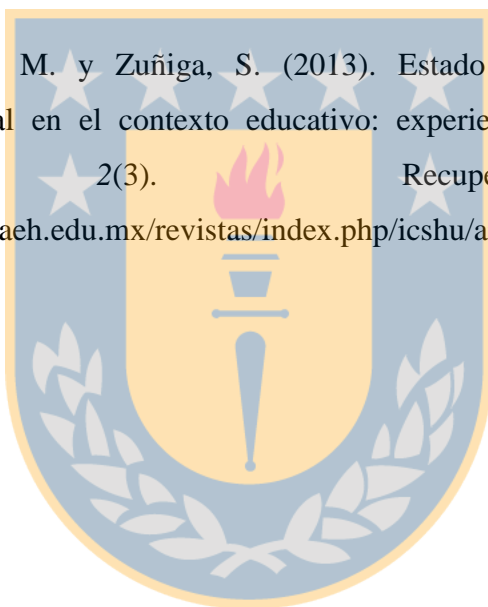 M. y Zuñiga, S. (2013). Estado
al en el contexto educativo: experie
2(3). Recupe
aeh.edu.mx/revistas/index.php/icshu/a